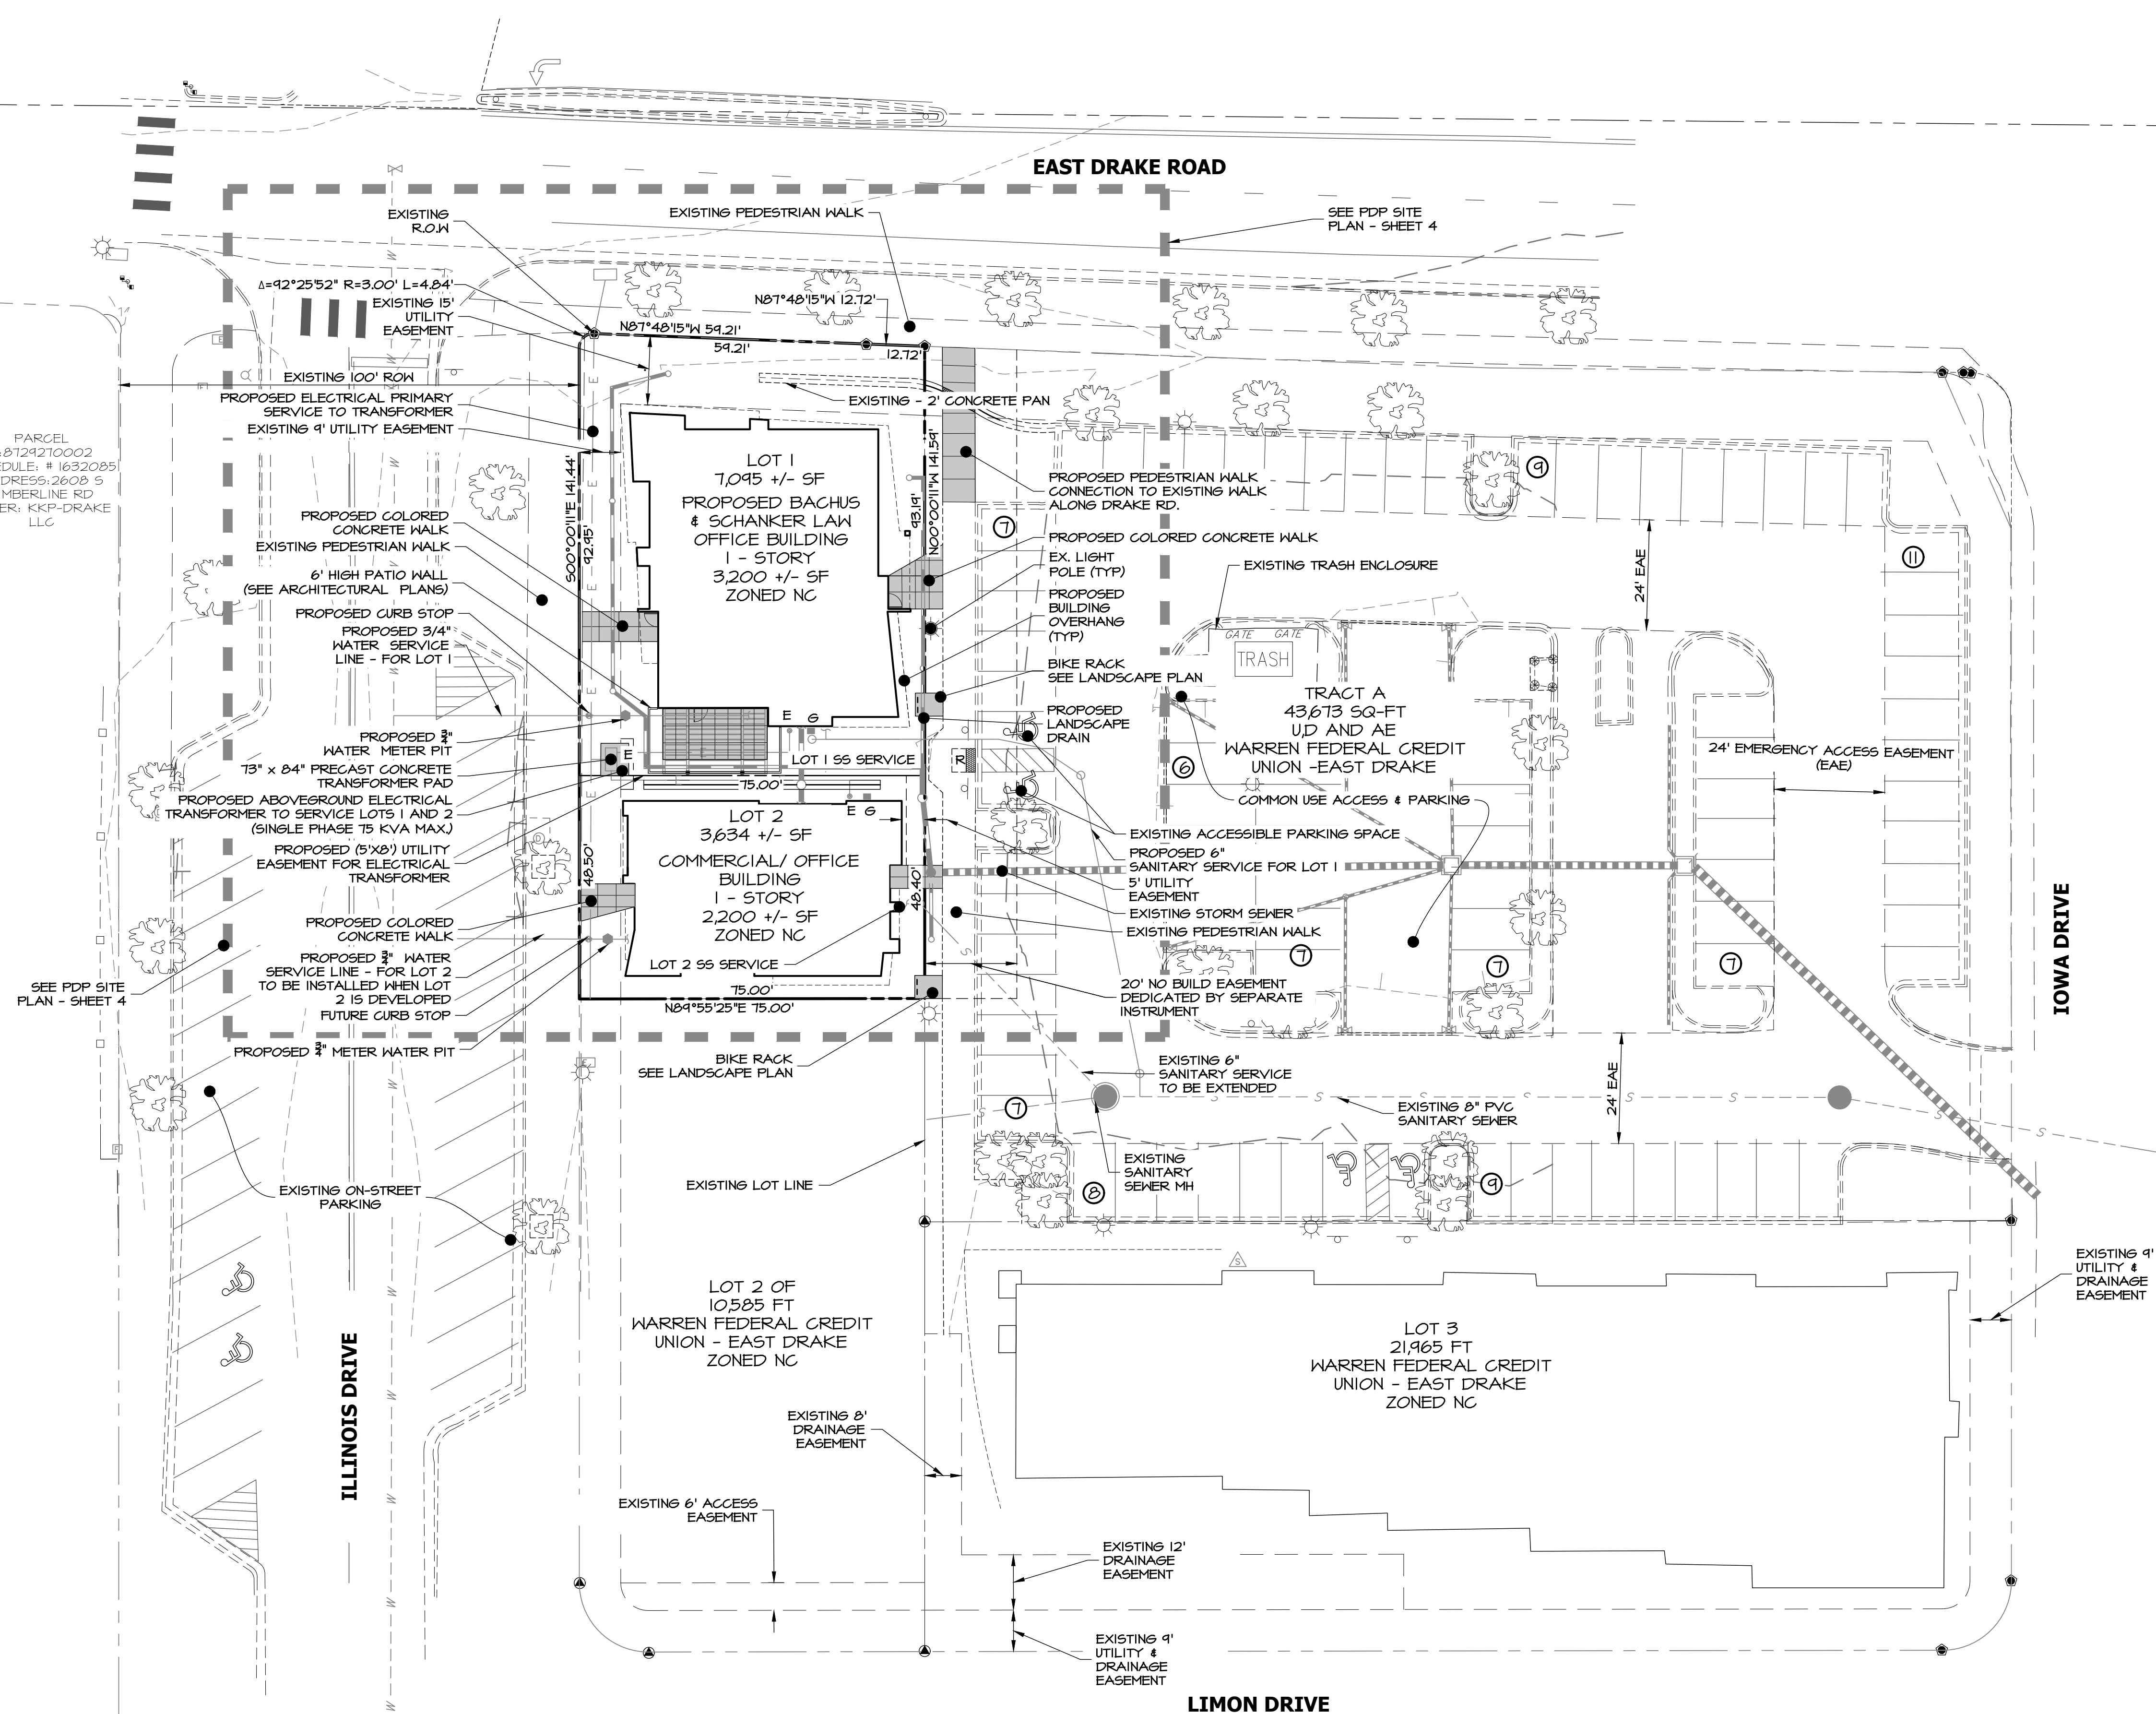 EAST DRAKE ROAD
EXISTING
R.O.W
EXISTING PEDESTRIAN WALK
SEE PDP SITE
PLAN - SHEET 4
Δ=92°25'52" R=3.00' L=4.84'
EXISTING 15'
UTILITY
EASEMENT
N87°48'15"W 12.72'
N87°48'15"W 59.21'
59.21'
12.72'
EXISTING 100' ROW
PROPOSED ELECTRICAL PRIMARY
SERVICE TO TRANSFORMER
EXISTING 9' UTILITY EASEMENT
EXISTING - 2' CONCRETE PAN
PARCEL
8729270002
EDULE: # 1632085
DRESS:2608 S
MBERLINE RD
ER: KKP-DRAKE
LLC
S00°00'11"E 141.44'
92.95'
LOT 1
7,095 +/- SF
PROPOSED BACHUS
& SCHANKER LAW
OFFICE BUILDING
1 - STORY
3,200 +/- SF
ZONED NC
93.19'
N00°00'11"W 141.59'
PROPOSED PEDESTRIAN WALK
CONNECTION TO EXISTING WALK
ALONG DRAKE RD.
7
9
11
24' EAE
PROPOSED COLORED
CONCRETE WALK
EXISTING PEDESTRIAN WALK
6' HIGH PATIO WALL
(SEE ARCHITECTURAL PLANS)
PROPOSED CURB STOP
PROPOSED 3/4"
WATER SERVICE
LINE - FOR LOT 1
PROPOSED COLORED CONCRETE WALK
EX. LIGHT
POLE (TYP)
PROPOSED
BUILDING
OVERHANG
(TYP)
BIKE RACK
SEE LANDSCAPE PLAN
PROPOSED
LANDSCAPE
DRAIN
EXISTING TRASH ENCLOSURE
GATE GATE
TRASH
TRACT A
43,673 SQ-FT
U,D AND AE
WARREN FEDERAL CREDIT
UNION -EAST DRAKE
6
24' EMERGENCY ACCESS EASEMENT
(EAE)
PROPOSED 3/4"
WATER METER PIT
73" x 84" PRECAST CONCRETE
TRANSFORMER PAD
PROPOSED ABOVEGROUND ELECTRICAL
TRANSFORMER TO SERVICE LOTS 1 AND 2
(SINGLE PHASE 75 KVA MAX.)
PROPOSED (5'X8') UTILITY
EASEMENT FOR ELECTRICAL
TRANSFORMER
E
E G
LOT 1 SS SERVICE
R
75.00'
E G
LOT 2
3,634 +/- SF
COMMERCIAL/ OFFICE
BUILDING
1 - STORY
2,200 +/- SF
ZONED NC
48.50'
48.40'
LOT 2 SS SERVICE
75.00'
N89°55'25"E 75.00'
COMMON USE ACCESS & PARKING
EXISTING ACCESSIBLE PARKING SPACE
PROPOSED 6"
SANITARY SERVICE FOR LOT 1
5' UTILITY
EASEMENT
EXISTING STORM SEWER
EXISTING PEDESTRIAN WALK
7
7
7
20' NO BUILD EASEMENT
DEDICATED BY SEPARATE
INSTRUMENT
PROPOSED COLORED
CONCRETE WALK
PROPOSED 3/4" WATER
SERVICE LINE - FOR LOT 2
TO BE INSTALLED WHEN LOT
2 IS DEVELOPED
FUTURE CURB STOP
PROPOSED 3/4" METER WATER PIT
SEE PDP SITE
PLAN - SHEET 4
IOWA DRIVE
BIKE RACK
SEE LANDSCAPE PLAN
EXISTING 6"
SANITARY SERVICE
TO BE EXTENDED
EXISTING 8" PVC
SANITARY SEWER
24' EAE
7
EXISTING
SANITARY
SEWER MH
8
9
EXISTING LOT LINE
EXISTING ON-STREET
PARKING
LOT 2 OF
10,585 FT
WARREN FEDERAL CREDIT
UNION - EAST DRAKE
ZONED NC
LOT 3
21,965 FT
WARREN FEDERAL CREDIT
UNION - EAST DRAKE
ZONED NC
EXISTING 9'
UTILITY &
DRAINAGE
EASEMENT
ILLINOIS DRIVE
EXISTING 8'
DRAINAGE
EASEMENT
EXISTING 6' ACCESS
EASEMENT
EXISTING 12'
DRAINAGE
EASEMENT
EXISTING 9'
UTILITY &
DRAINAGE
EASEMENT
LIMON DRIVE